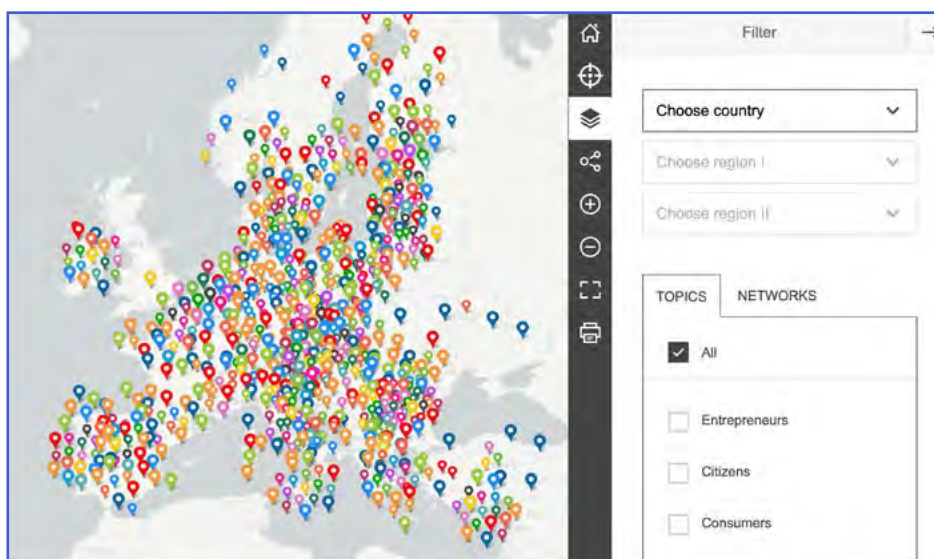 Filter
Choose country
Choose region I
Choose region II
TOPICS NETWORKS
All
Entrepreneurs
Citizens
Consumers